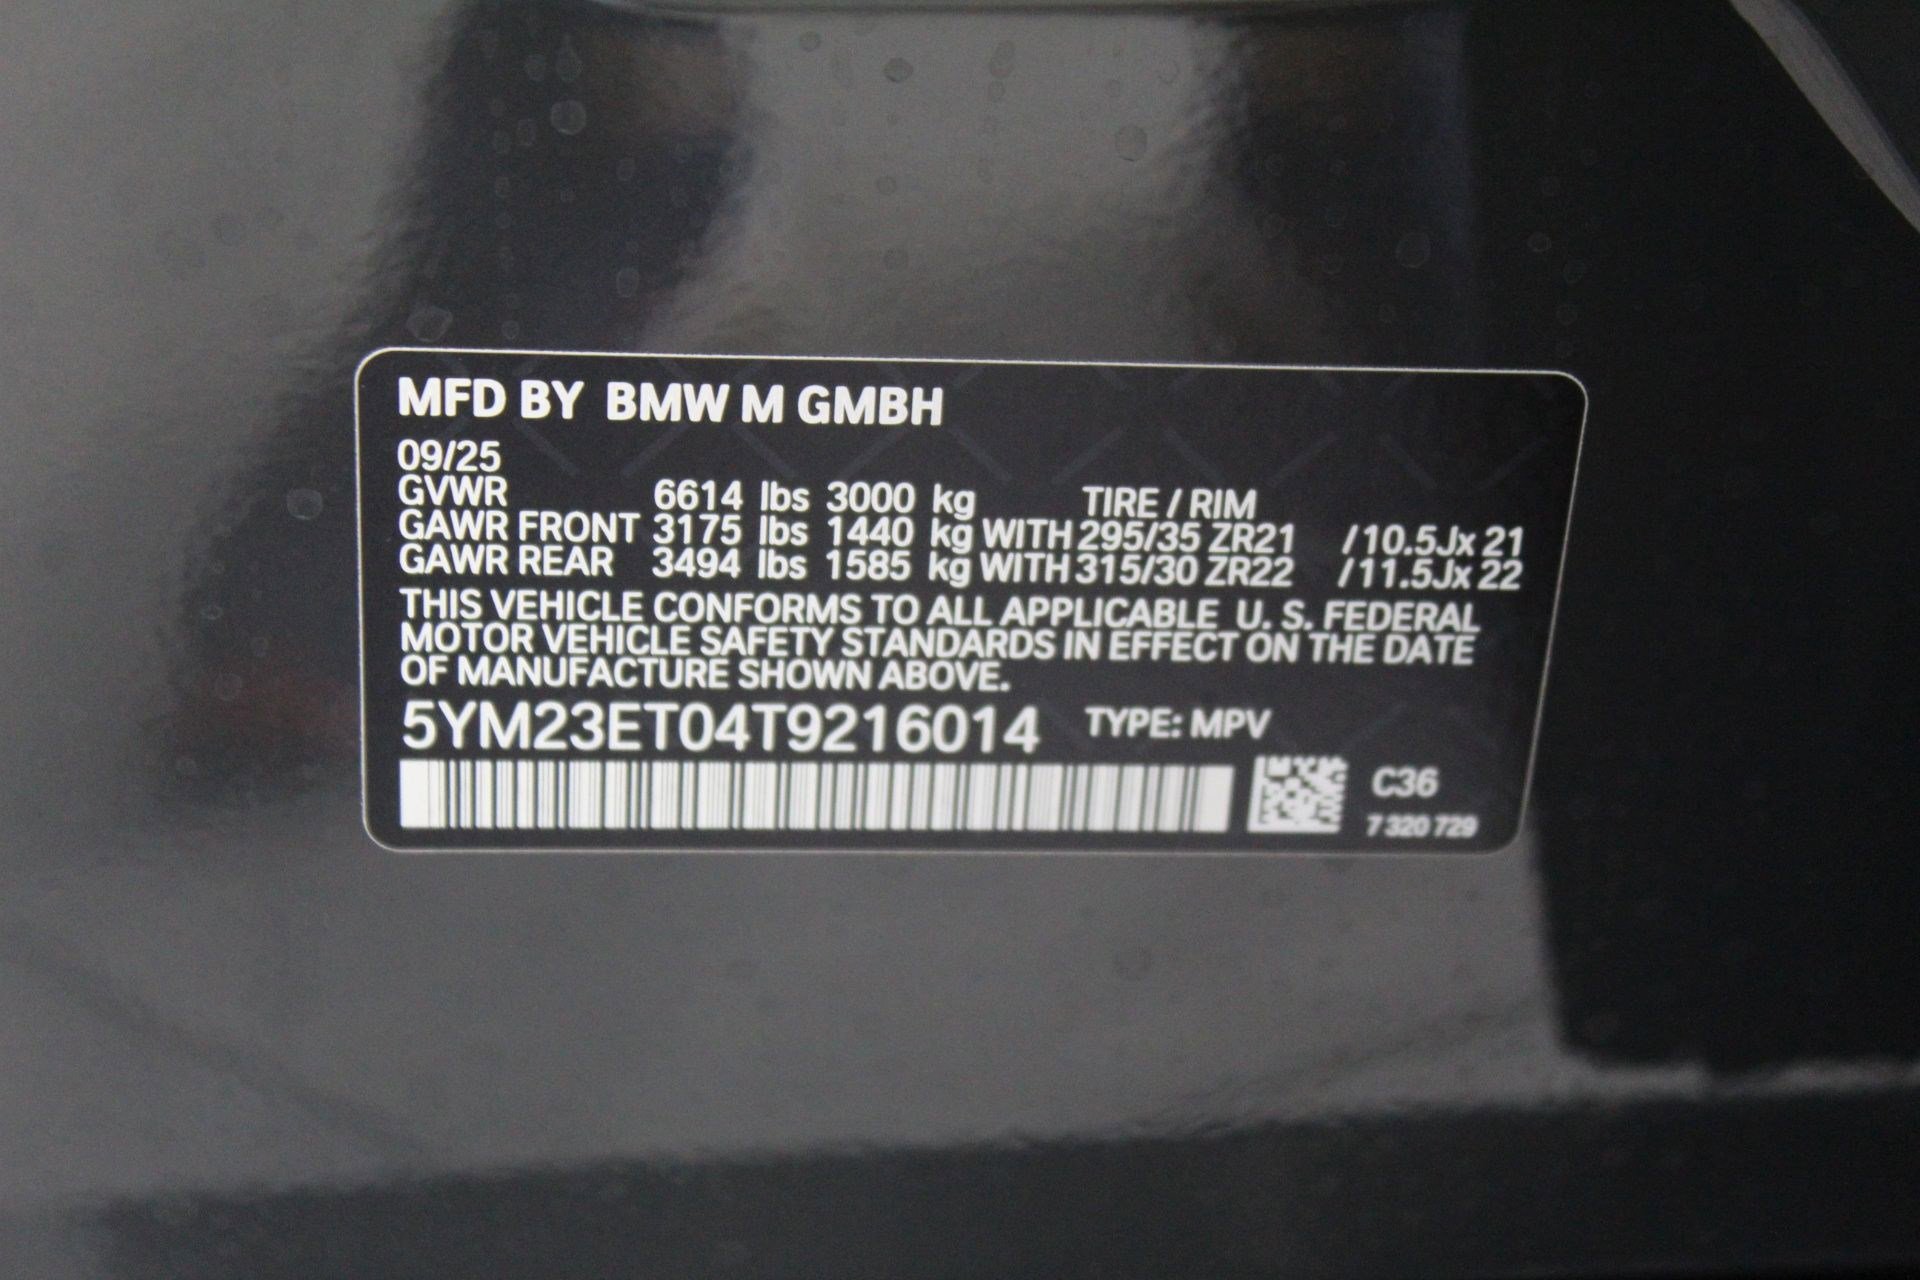 MFD BY BMW M GMBH
09/25
GVWR 6614 lbs 3000 kg TIRE / RIM
GAWR FRONT 3175 lbs 1440 kg WITH 295/35 ZR21 /10.5Jx 21
GAWR REAR 3494 lbs 1585 kg WITH 315/30 ZR22 /11.5Jx 22
THIS VEHICLE CONFORMS TO ALL APPLICABLE U. S. FEDERAL
MOTOR VEHICLE SAFETY STANDARDS IN EFFECT ON THE DATE
OF MANUFACTURE SHOWN ABOVE.
5YM23ET04T9216014 TYPE: MPV
C36
7 320 729